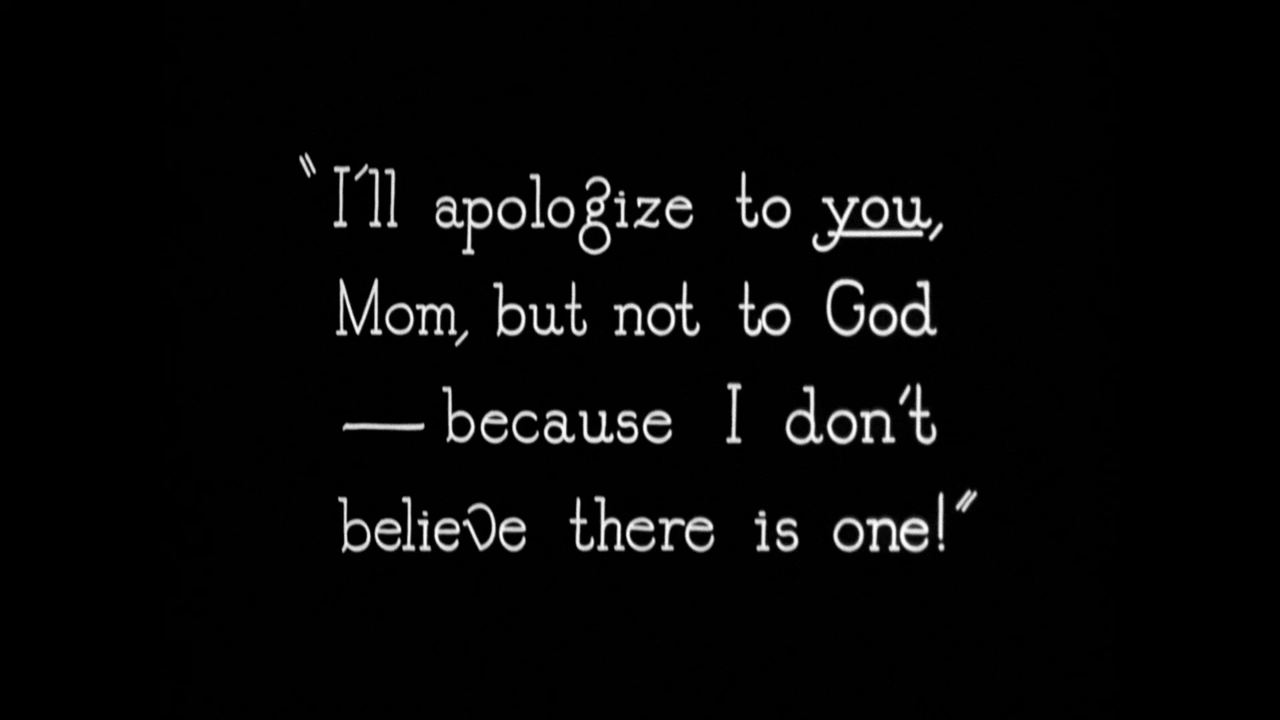 "I'll apologize to you,
Mom, but not to God
— because I don't
believe there is one!"